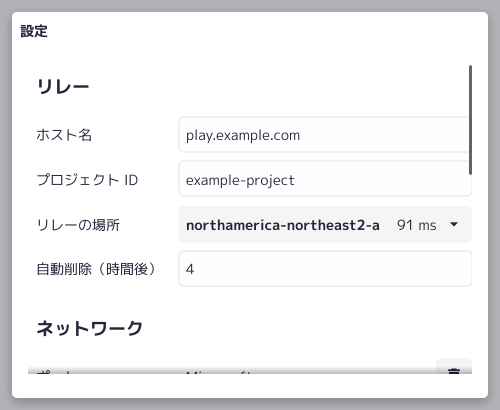 設定
リレー
ホスト名 play.example.com
プロジェクト ID example-project
リレーの場所 northamerica-northeast2-a 91 ms
自動削除（時間後） 4
ネットワーク